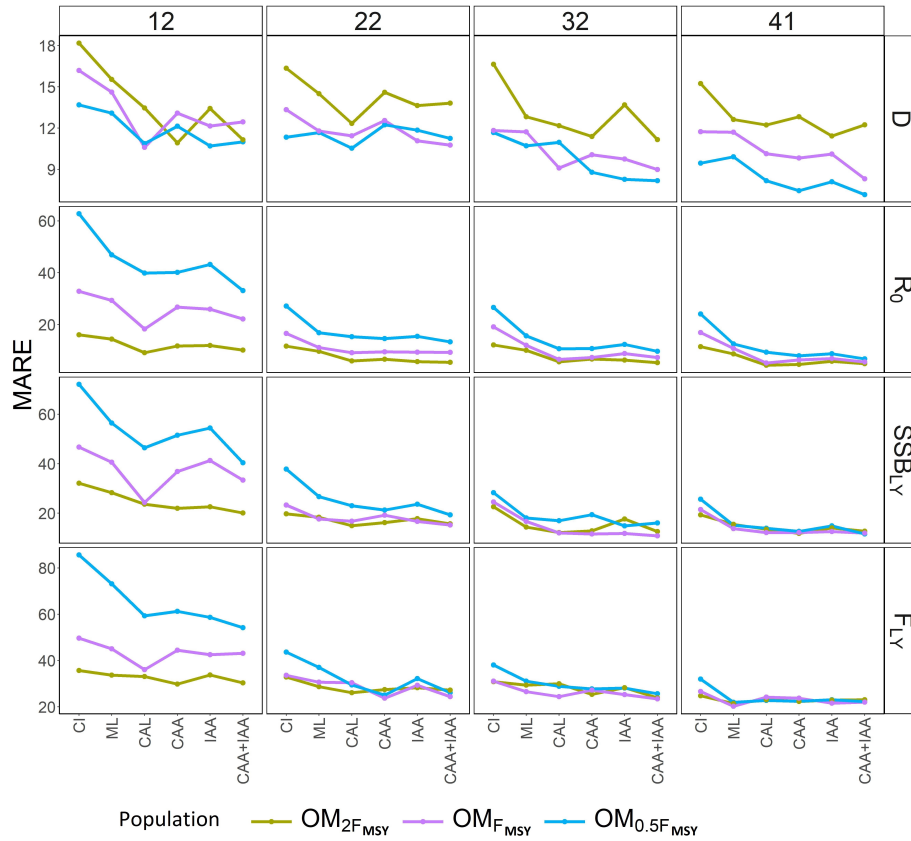 12 22 32 41
18
15
12
9
D
60
40
20
R0
MARE
60
40
20
SSBLY
80
60
40
20
FLY
CI ML CAL CAA IAA CAA+IAA CI ML CAL CAA IAA CAA+IAA CI ML CAL CAA IAA CAA+IAA CI ML CAL CAA IAA CAA+IAA
Population OM2FMSY OMFMSY OM0.5FMSY